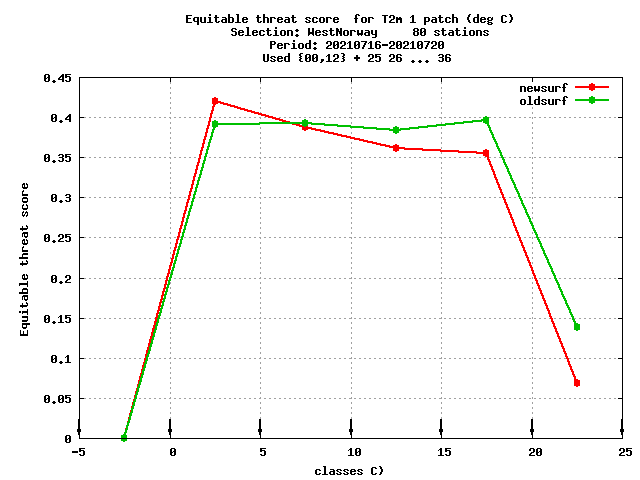 Equitable threat score  for T2m 1 patch (deg C)
Selection: WestNorway     80 stations
Period: 20210716-20210720
Used {00,12} + 25 26 ... 36
newsurf
oldsurf
Equitable threat score
0.45
0.4
0.35
0.3
0.25
0.2
0.15
0.1
0.05
0
-5 0 5 10 15 20 25
classes C)